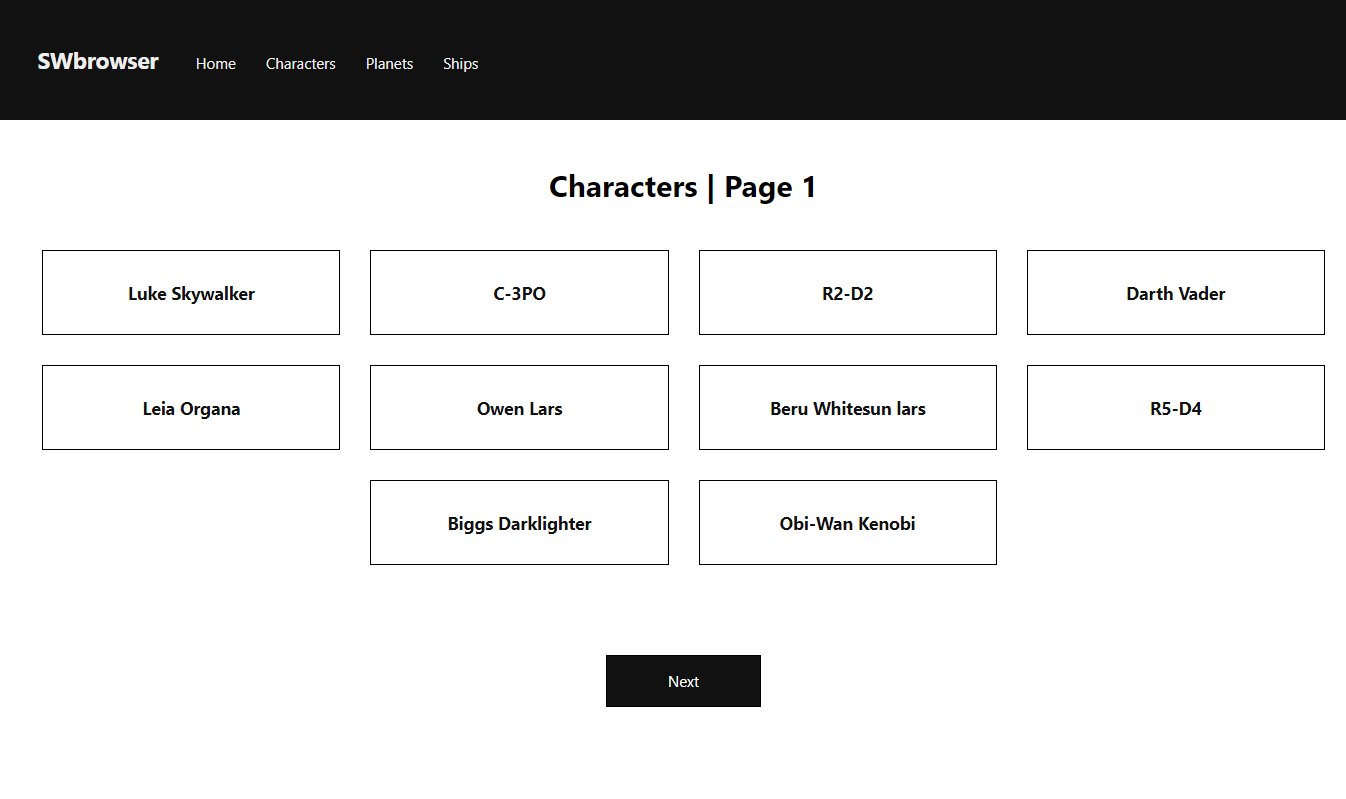 SWbrowser Home Characters Planets Ships
Characters | Page 1
Luke Skywalker C-3PO R2-D2 Darth Vader
Leia Organa Owen Lars Beru Whitesun lars R5-D4
Biggs Darklighter Obi-Wan Kenobi
Next